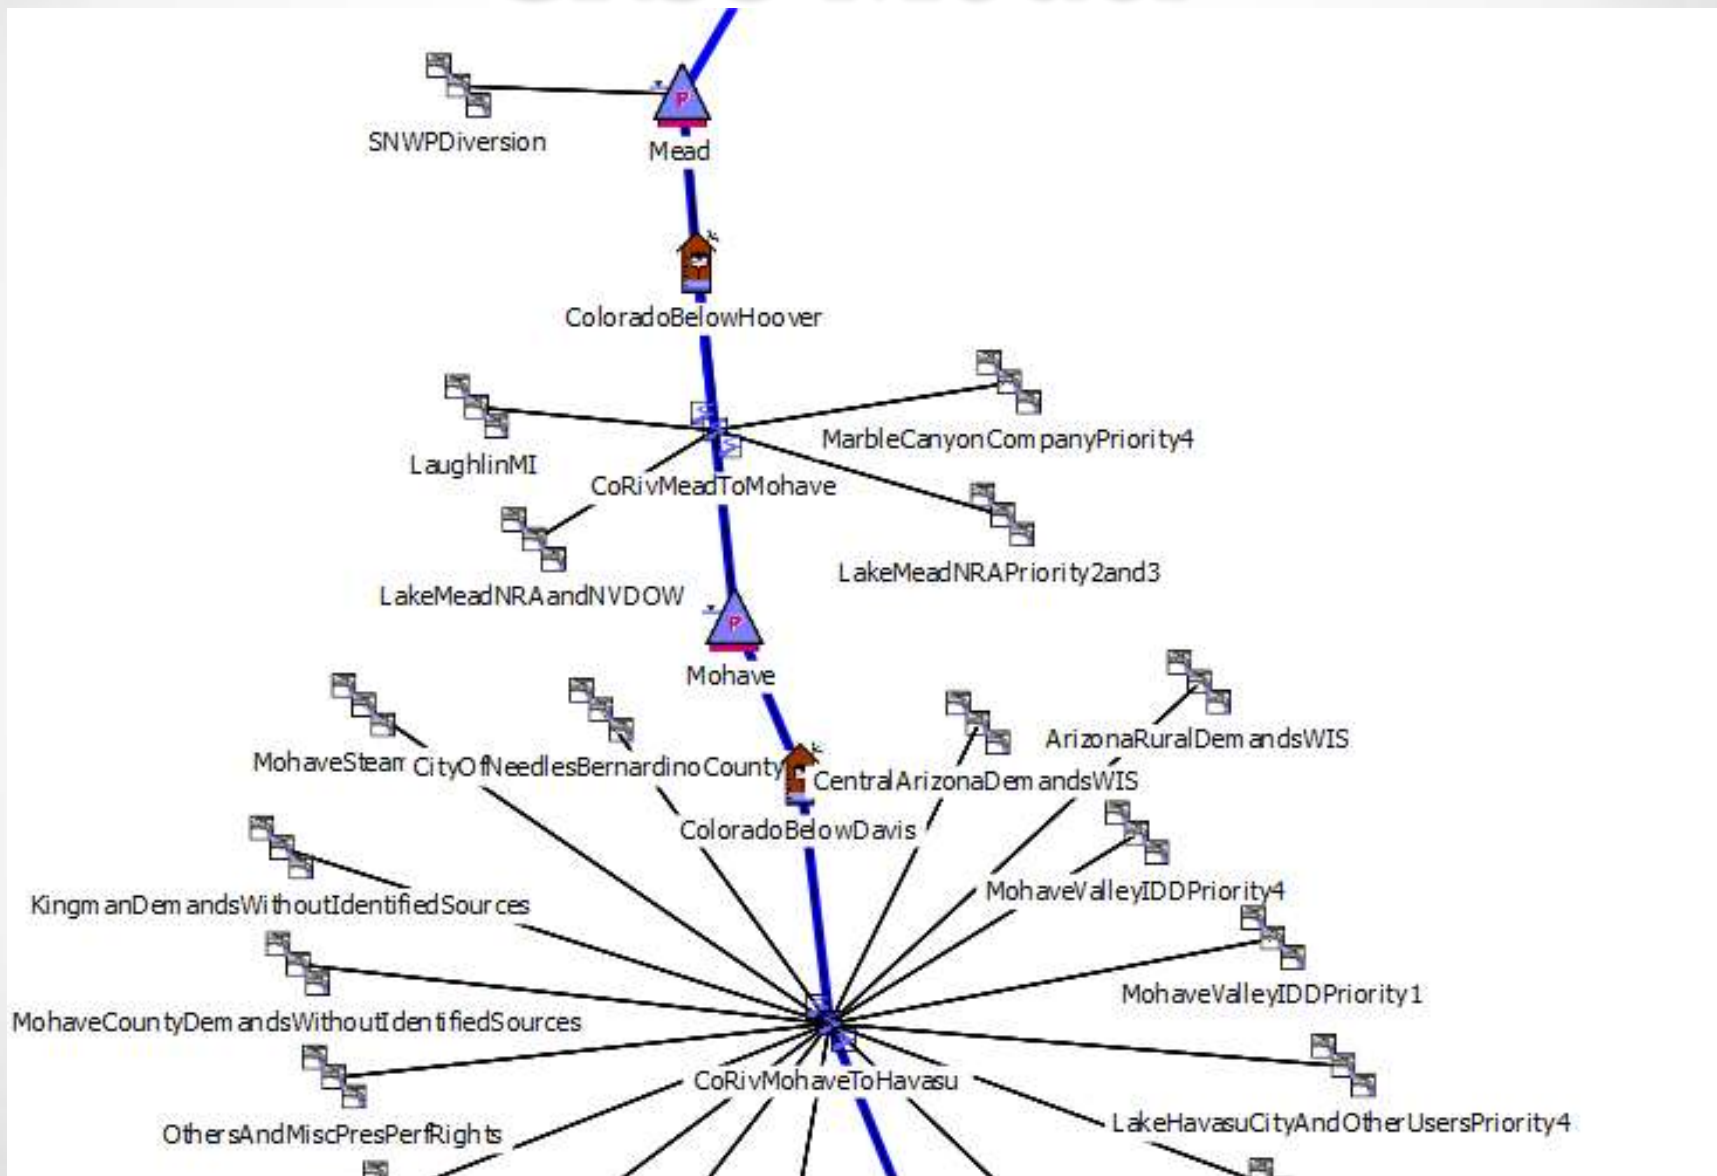 SNWPDiversion
P
Mead
ColoradoBelowHoover
MarbleCanyonCompanyPriority4
LaughlinMI
CoRivMeadToMohave
LakeMeadNRAPriority2and3
LakeMeadNRAandNVDOW
P
Mohave
ArizonaRuralDemandsWIS
MohaveSteam
CityOfNeedlesBernardinoCounty
CentralArizonaDemandsWIS
ColoradoBelowDavis
MohaveValleyIDDPriority4
KingmanDemandsWithoutIdentifiedSources
MohaveValleyIDDPriority1
MohaveCountyDemandsWithoutIdentifiedSources
CoRivMohaveToHavasu
LakeHavasuCityAndOtherUsersPriority4
OthersAndMiscPresPerfRights